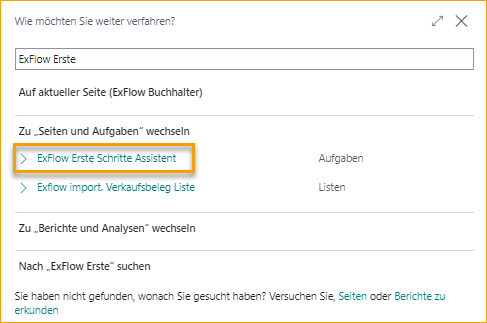 Wie möchten Sie weiter verfahren?
ExFlow Erste
Auf aktueller Seite (ExFlow Buchhalter)
Zu „Seiten und Aufgaben" wechseln
ExFlow Erste Schritte Assistent Aufgaben
Exflow import. Verkaufsbeleg Liste Listen
Zu „Berichte und Analysen" wechseln
Nach „ExFlow Erste" suchen
Sie haben nicht gefunden, wonach Sie gesucht haben? Versuchen Sie, Seiten oder Berichte zu
erkunden